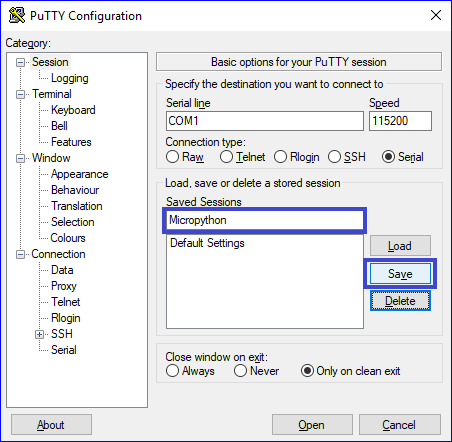 PuTTY Configuration
Category:
Session
Logging
Terminal
Keyboard
Bell
Features
Window
Appearance
Behaviour
Translation
Selection
Colours
Connection
Data
Proxy
Telnet
Rlogin
SSH
Serial
Basic options for your PuTTY session
Specify the destination you want to connect to
Serial line Speed
COM1 115200
Connection type:
Raw Telnet Rlogin SSH Serial
Load, save or delete a stored session
Saved Sessions
Micropython
Default Settings
Load
Save
Delete
Close window on exit:
Always Never Only on clean exit
About Open Cancel